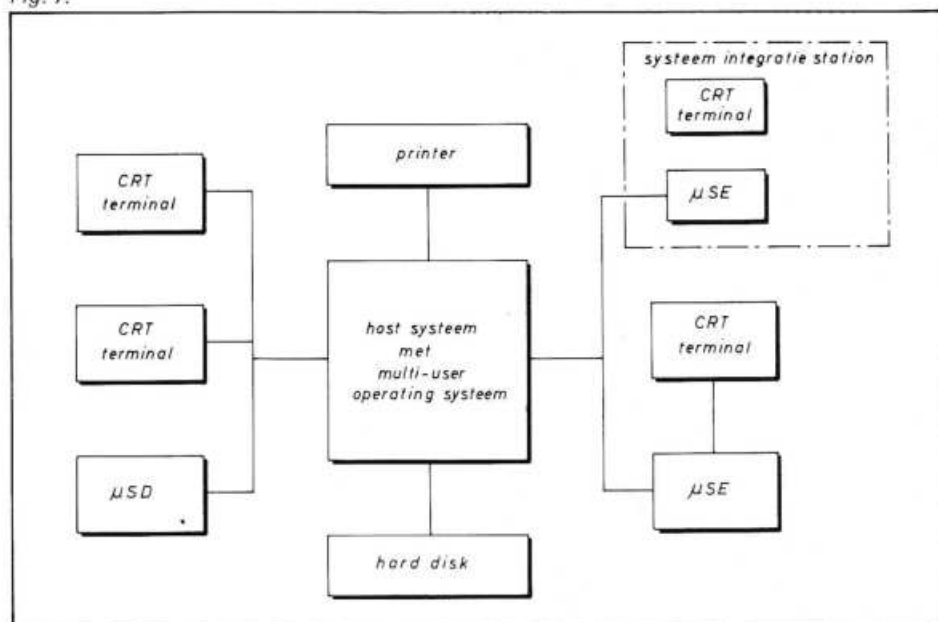 Fig. 7.
systeem integratie station
CRT
terminal
µSE
printer
CRT
terminal
CRT
terminal
µSD
host systeem
met
multi-user
operating systeem
CRT
terminal
µSE
hard disk